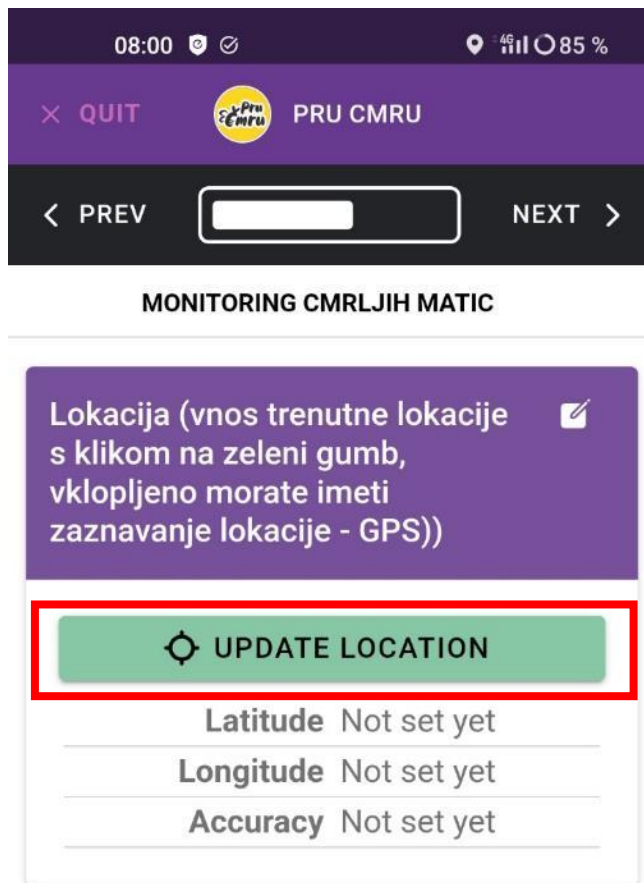 08:00
4G 85 %
QUIT
Pru Cmru
PRU CMRU
PREV
NEXT
MONITORING CMRLJIH MATIC
Lokacija (vnos trenutne lokacije
s klikom na zeleni gumb,
vklopljeno morate imeti
zaznavanje lokacije - GPS))
UPDATE LOCATION
Latitude Not set yet
Longitude Not set yet
Accuracy Not set yet